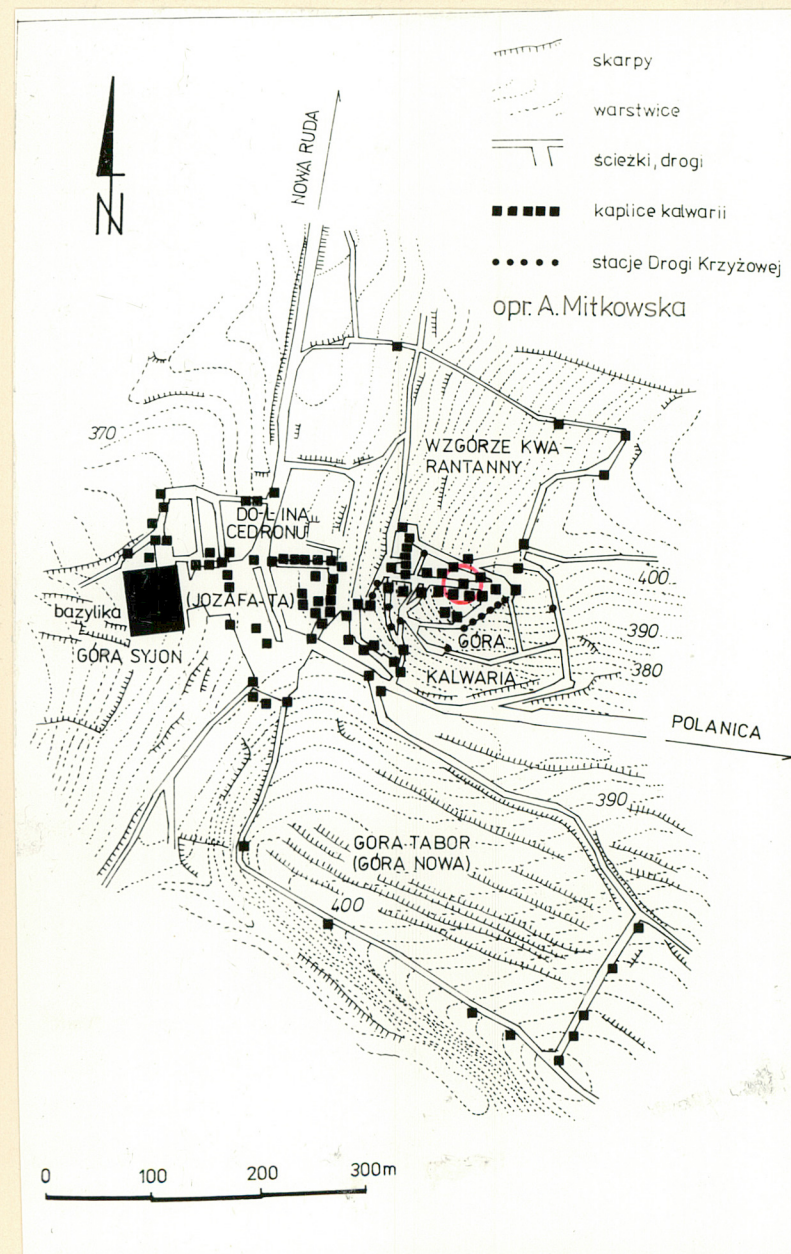 skarpy
warstwice
ścieżki, drogi
kaplice kalwarii
stacje Drogi Krzyżowej
opr. A. Mitkowska
N
NOWA RUDA
370
WZGÓRZE KWA-
RANTANNY
DO-LINA
CEDRONU
(JOZAFA-TA)
bazylika
GÓRA SYJON
GÓRA
KALWARIA
400
390
380
POLANICA
390
GÓRA-TABOR
(GÓRA NOWA)
400
0 100 200 300m